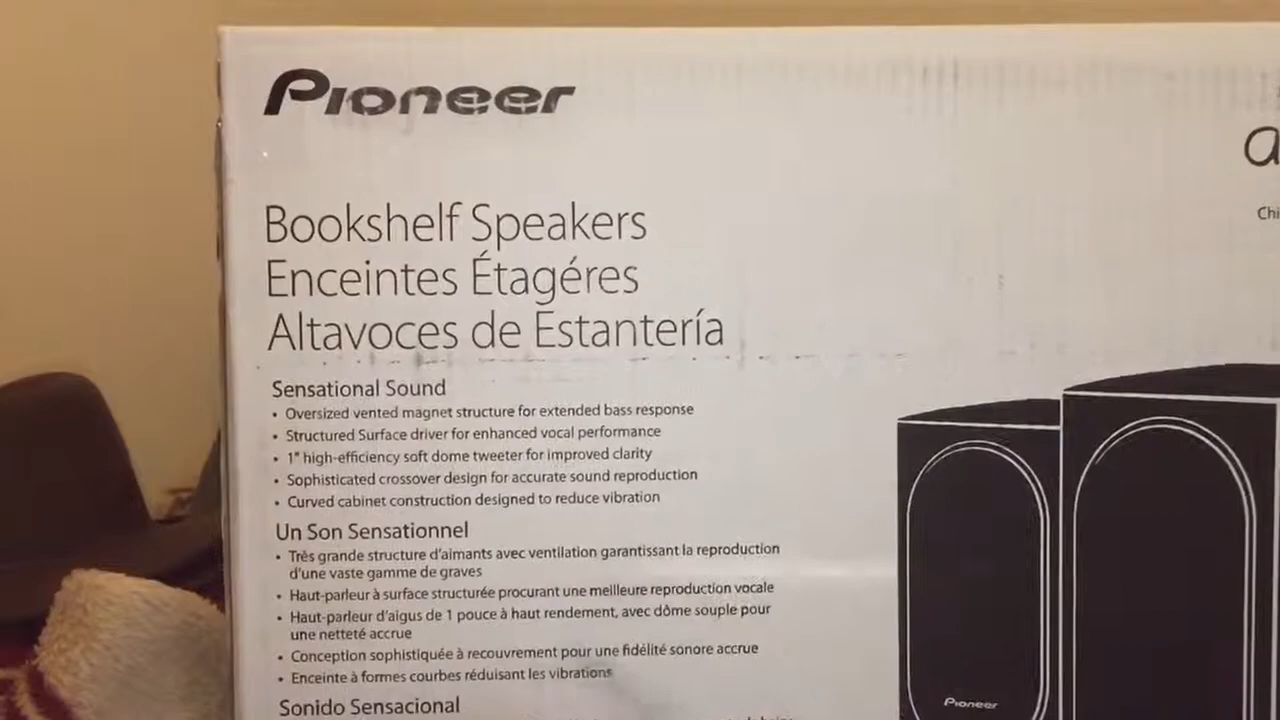 Pioneer
Bookshelf Speakers
Enceintes Étagéres
Altavoces de Estantería
Sensational Sound
• Oversized vented magnet structure for extended bass response
• Structured Surface driver for enhanced vocal performance
• 1" high-efficiency soft dome tweeter for improved clarity
• Sophisticated crossover design for accurate sound reproduction
• Curved cabinet construction designed to reduce vibration
Un Son Sensationnel
• Très grande structure d'aimants avec ventilation garantissant la reproduction
d'une vaste gamme de graves
• Haut-parleur à surface structurée procurant une meilleure reproduction vocale
• Haut-parleur d'aigus de 1 pouce à haut rendement, avec dôme souple pour
une netteté accrue
• Conception sophistiquée à recouvrement pour une fidélité sonore accrue
• Enceinte à formes courbes réduisant les vibrations
Sonido Sensacional
Pioneer